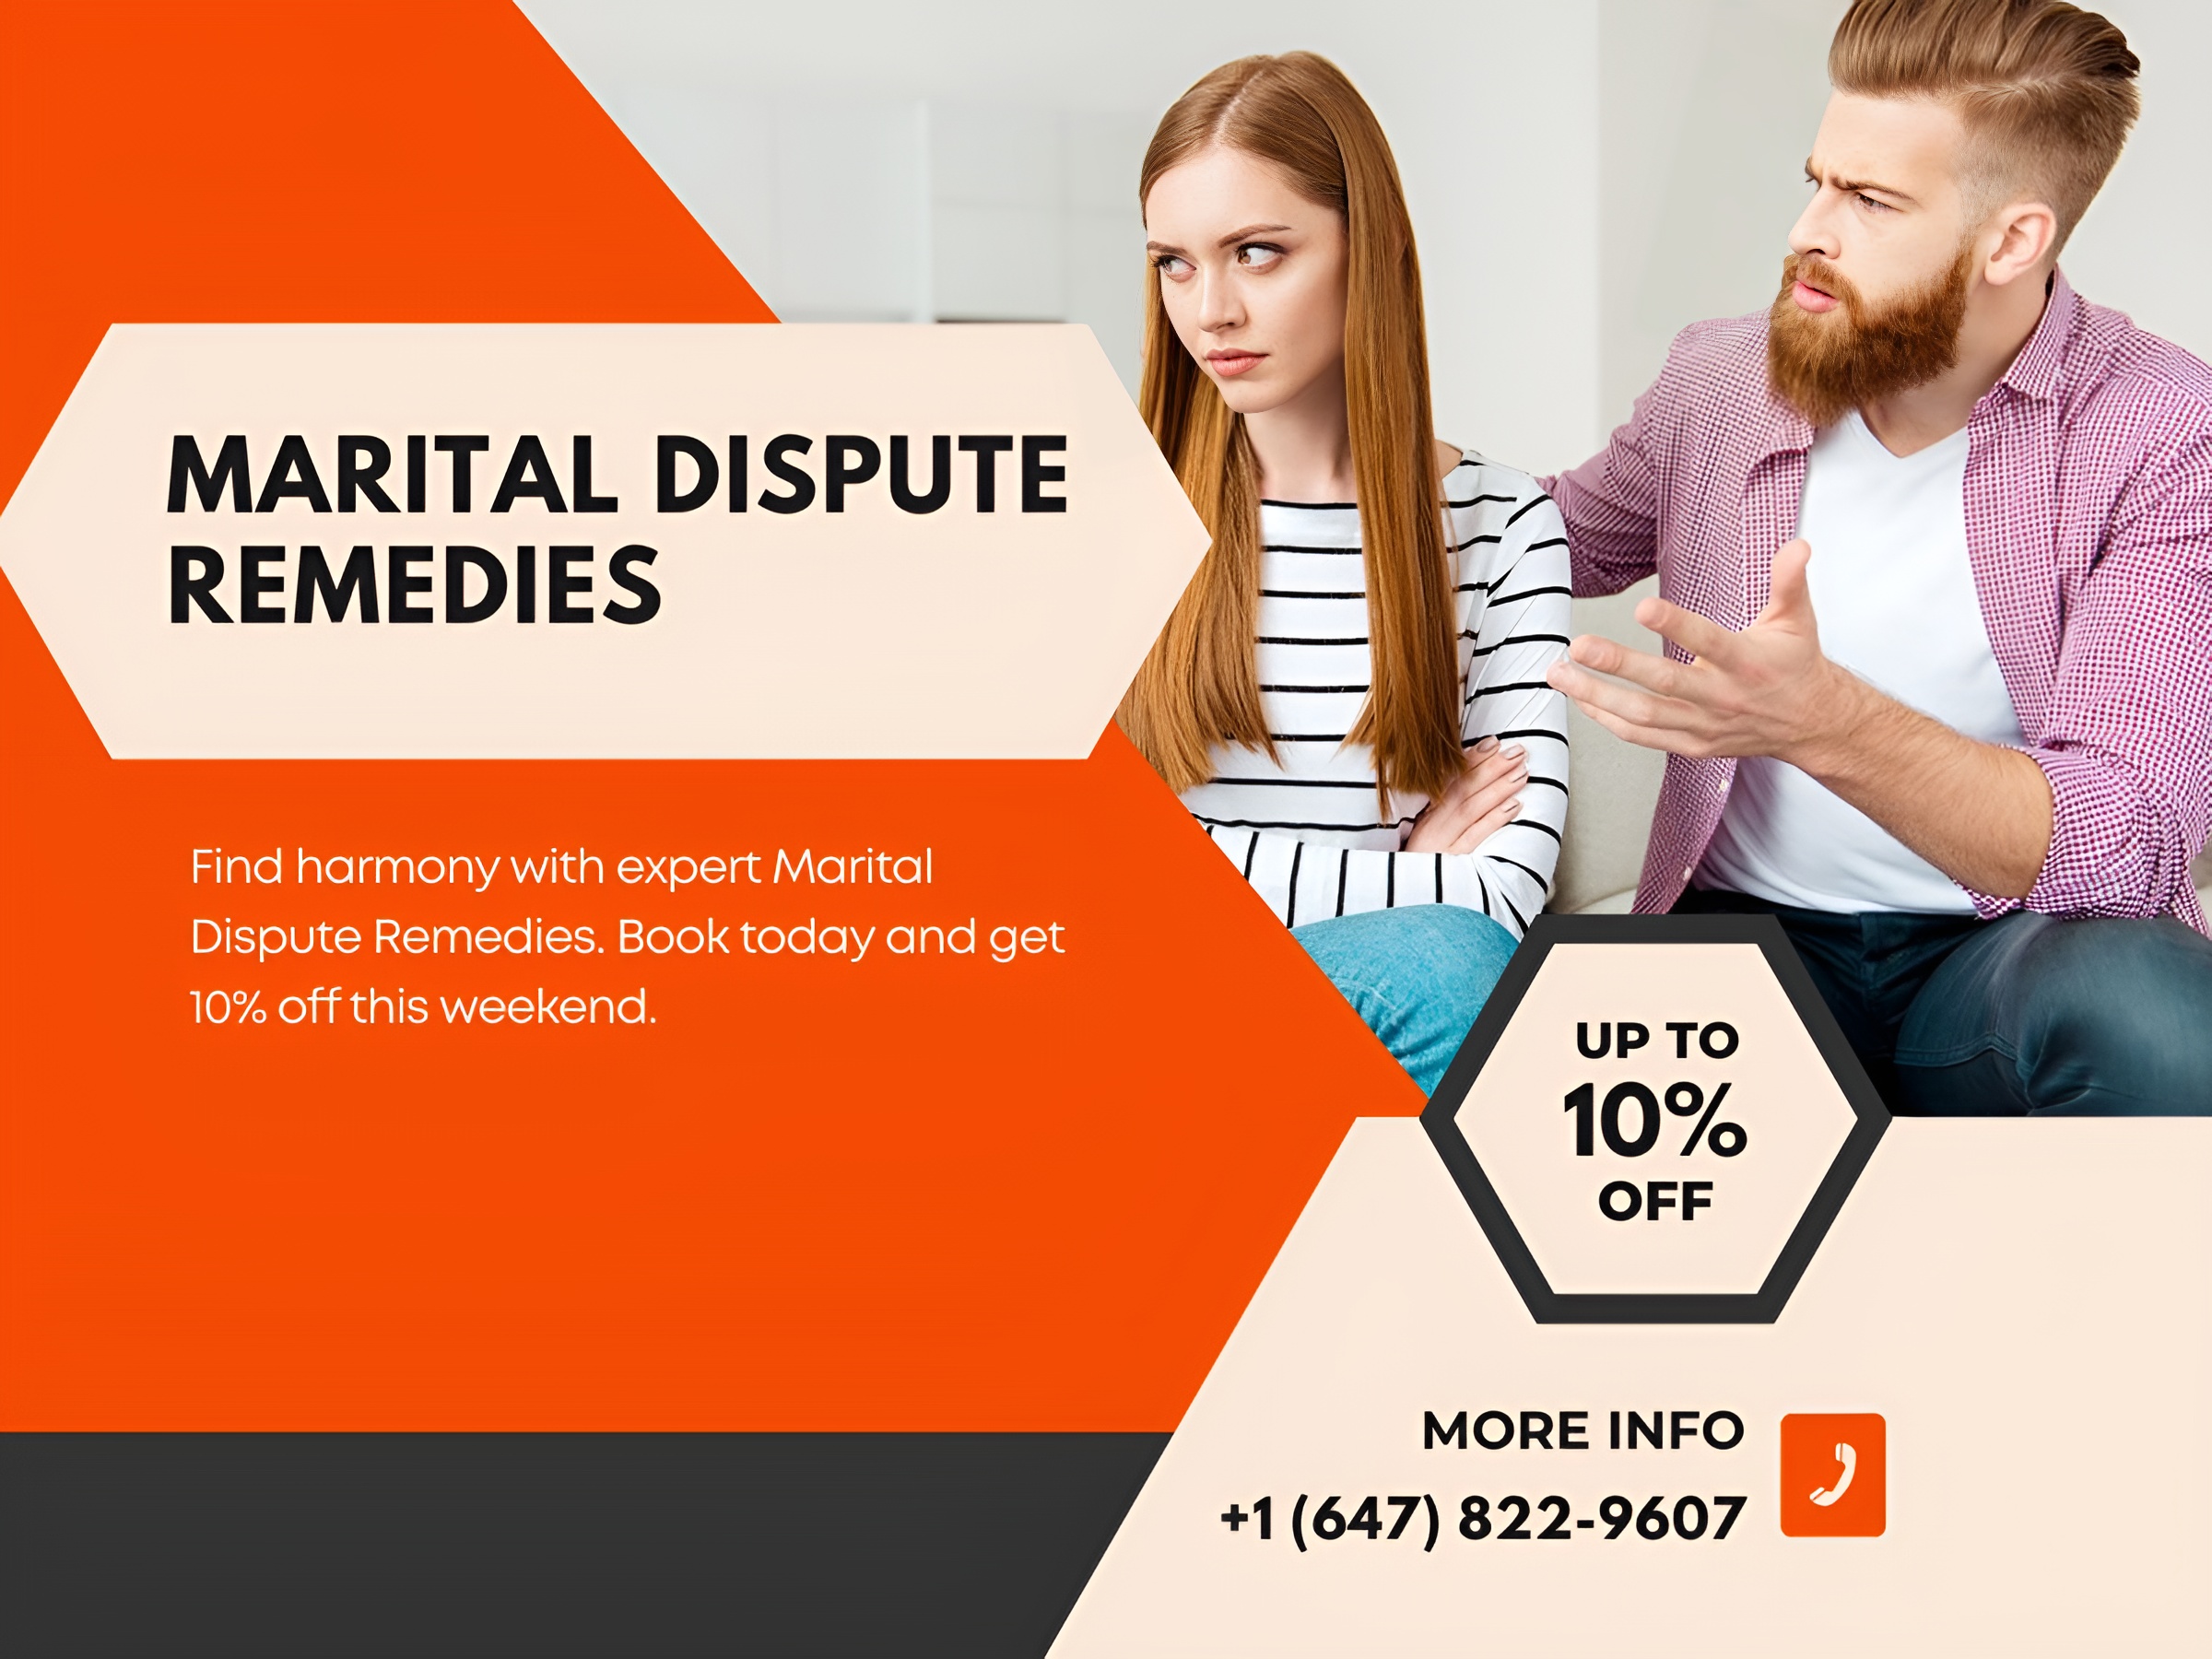 MARITAL DISPUTE
REMEDIES
Find harmony with expert Marital
Dispute Remedies. Book today and get
10% off this weekend.
UP TO
10%
OFF
MORE INFO
+1 (647) 822-9607